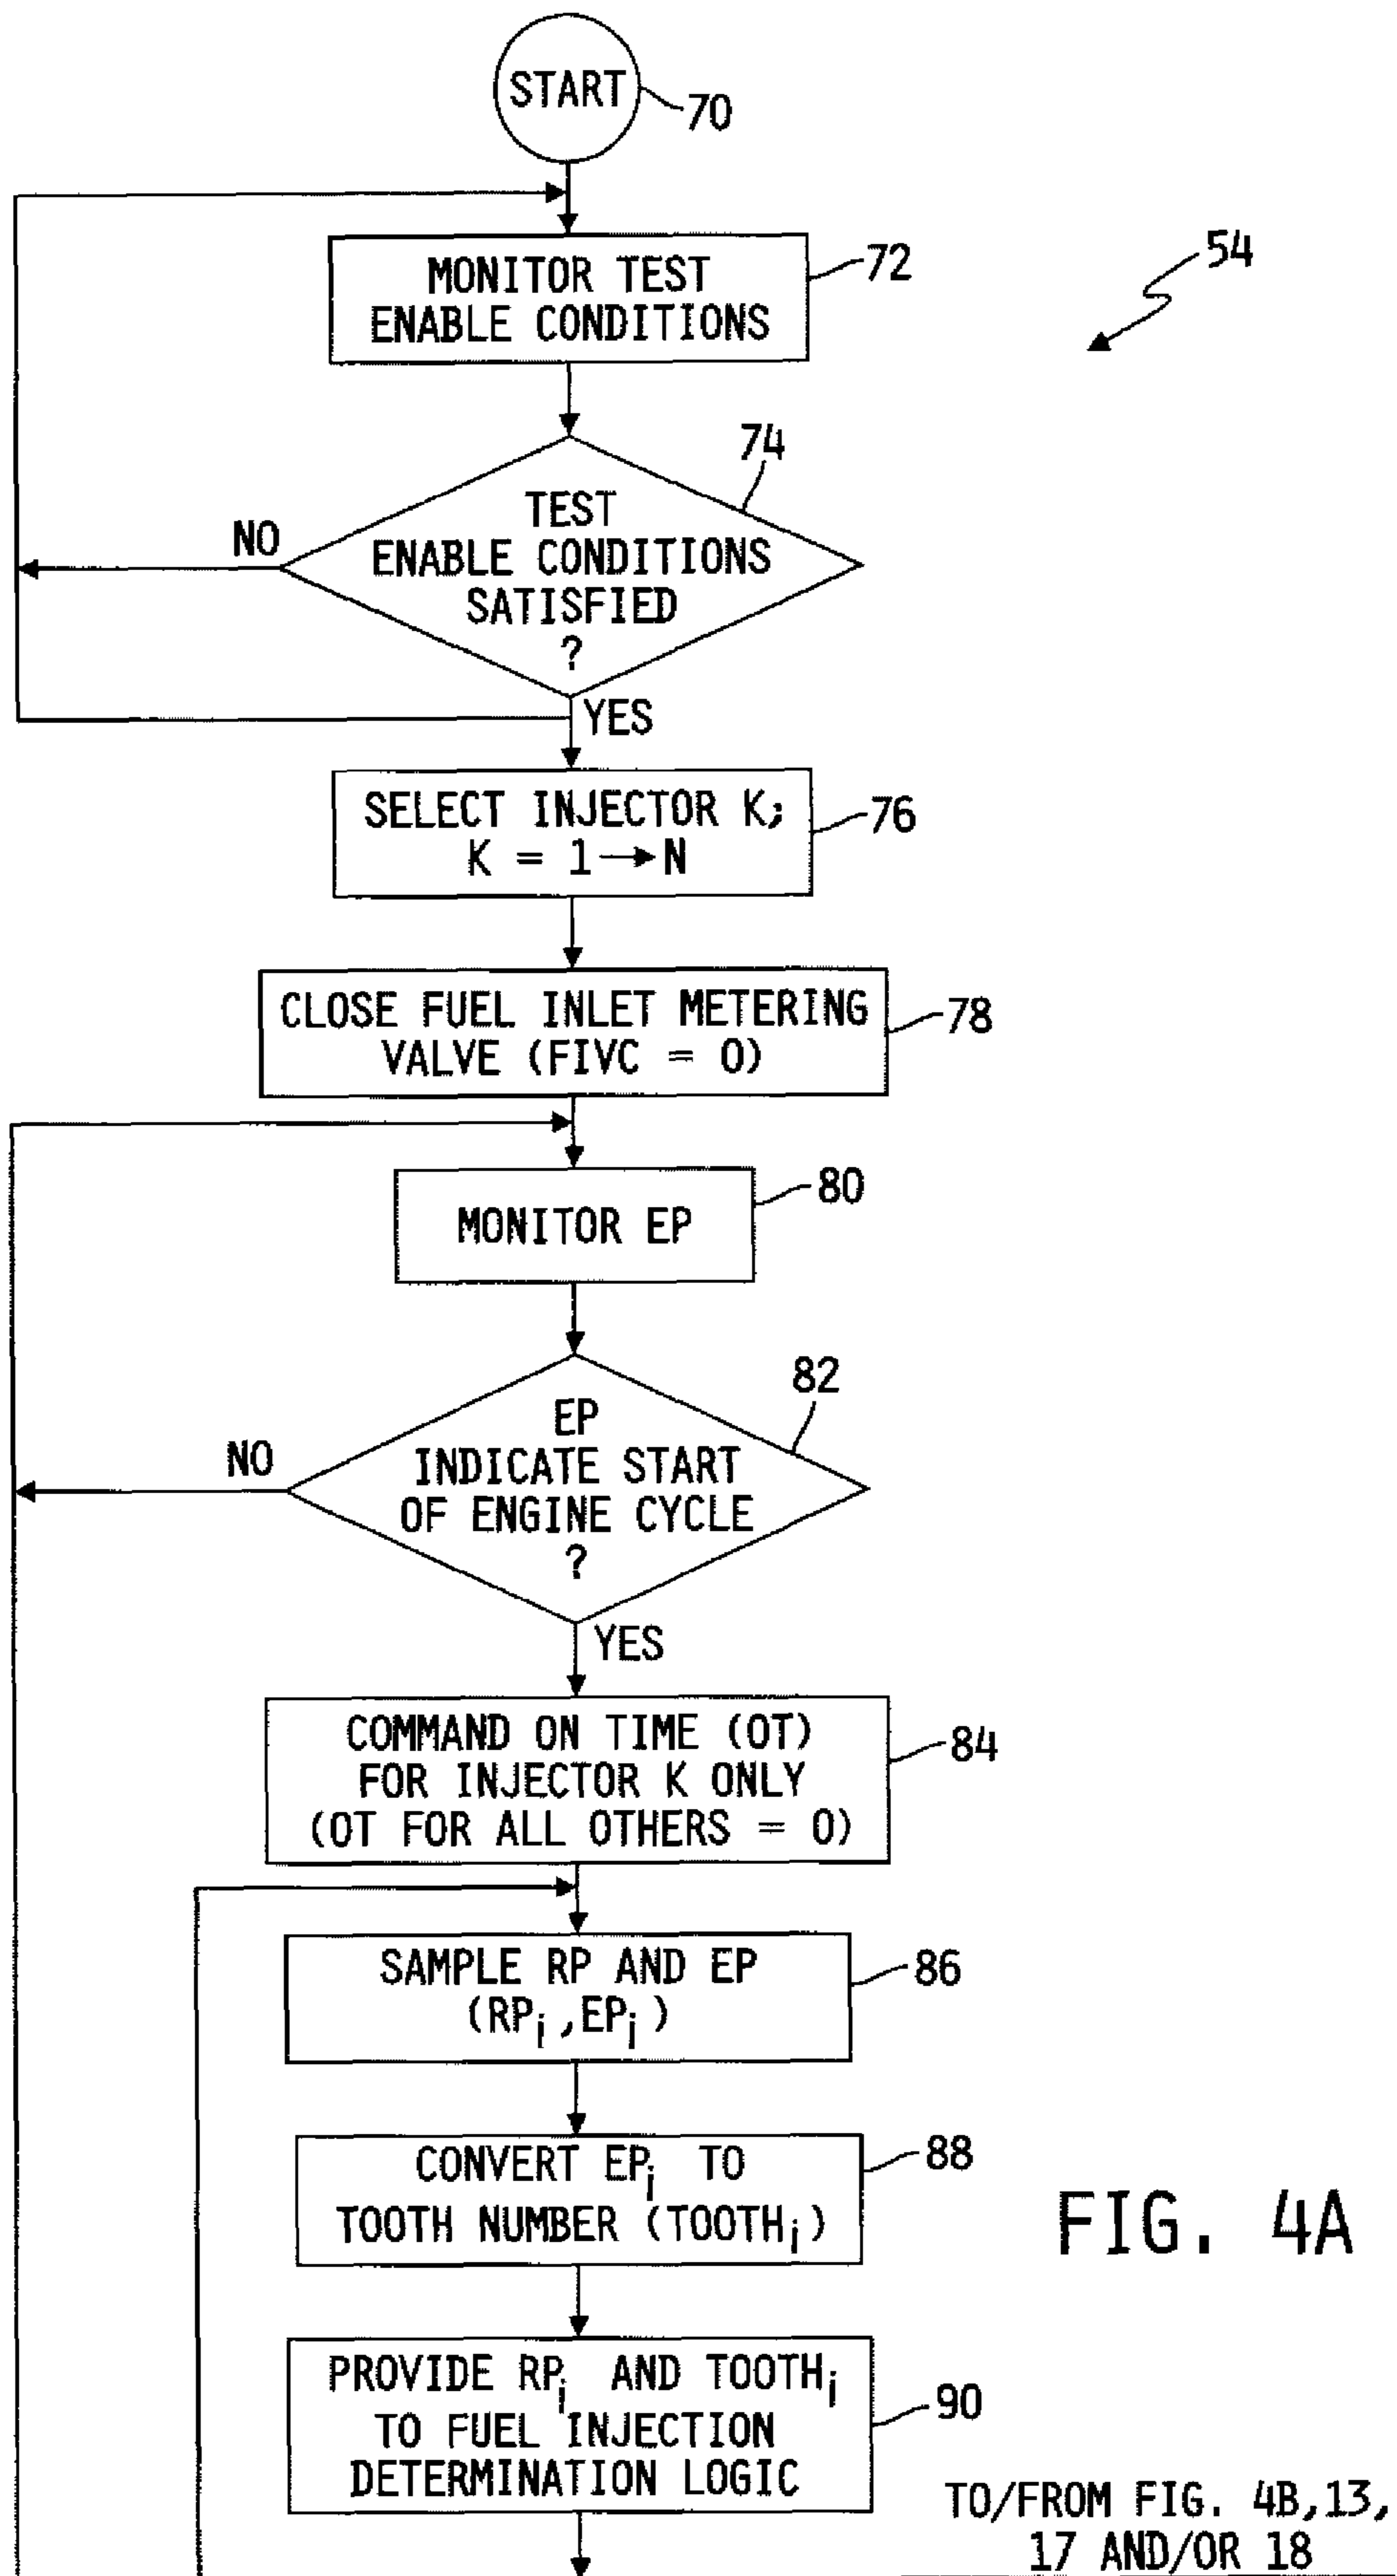 START
70
MONITOR TEST
ENABLE CONDITIONS
72
54
74
TEST
ENABLE CONDITIONS
SATISFIED
?
NO
YES
SELECT INJECTOR K;
K = 1→N
76
CLOSE FUEL INLET METERING
VALVE (FIVC = 0)
78
MONITOR EP
80
82
EP
INDICATE START
OF ENGINE CYCLE
?
NO
YES
COMMAND ON TIME (OT)
FOR INJECTOR K ONLY
(OT FOR ALL OTHERS = 0)
84
SAMPLE RP AND EP
(RPi,EPi)
86
CONVERT EPi TO
TOOTH NUMBER (TOOTHi)
88
FIG. 4A
PROVIDE RPi AND TOOTHi
TO FUEL INJECTION
DETERMINATION LOGIC
90
TO/FROM FIG. 4B,13,
17 AND/OR 18